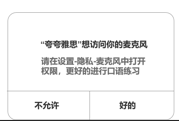 “夸夸雅思”想访问你的麦克风
请在设置-隐私-麦克风中打开
权限，更好的进行口语练习
不允许
好的